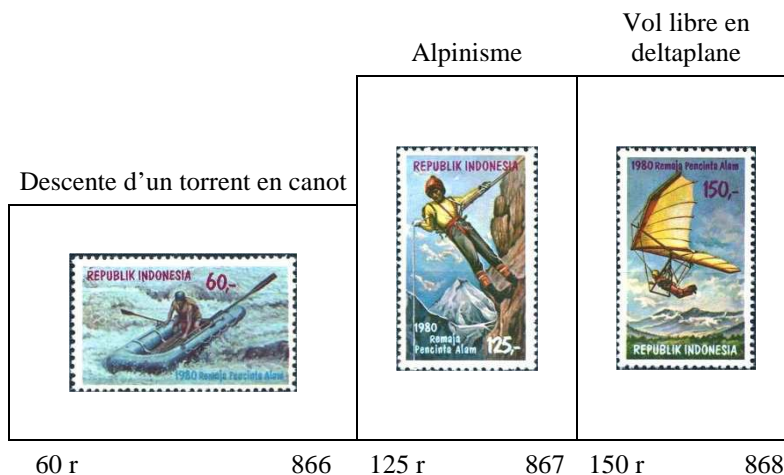 Vol libre en
deltaplane
Alpinisme
Descente d’un torrent en canot
REPUBLIK INDONESIA
60,-
1980 Remaja Pencinta Alam
REPUBLIK INDONESIA
1980
Remaja
Pencinta Alam
125,-
1980 Remaja Pencinta Alam
150,-
REPUBLIK INDONESIA
60 r 866 125 r 867 150 r 868